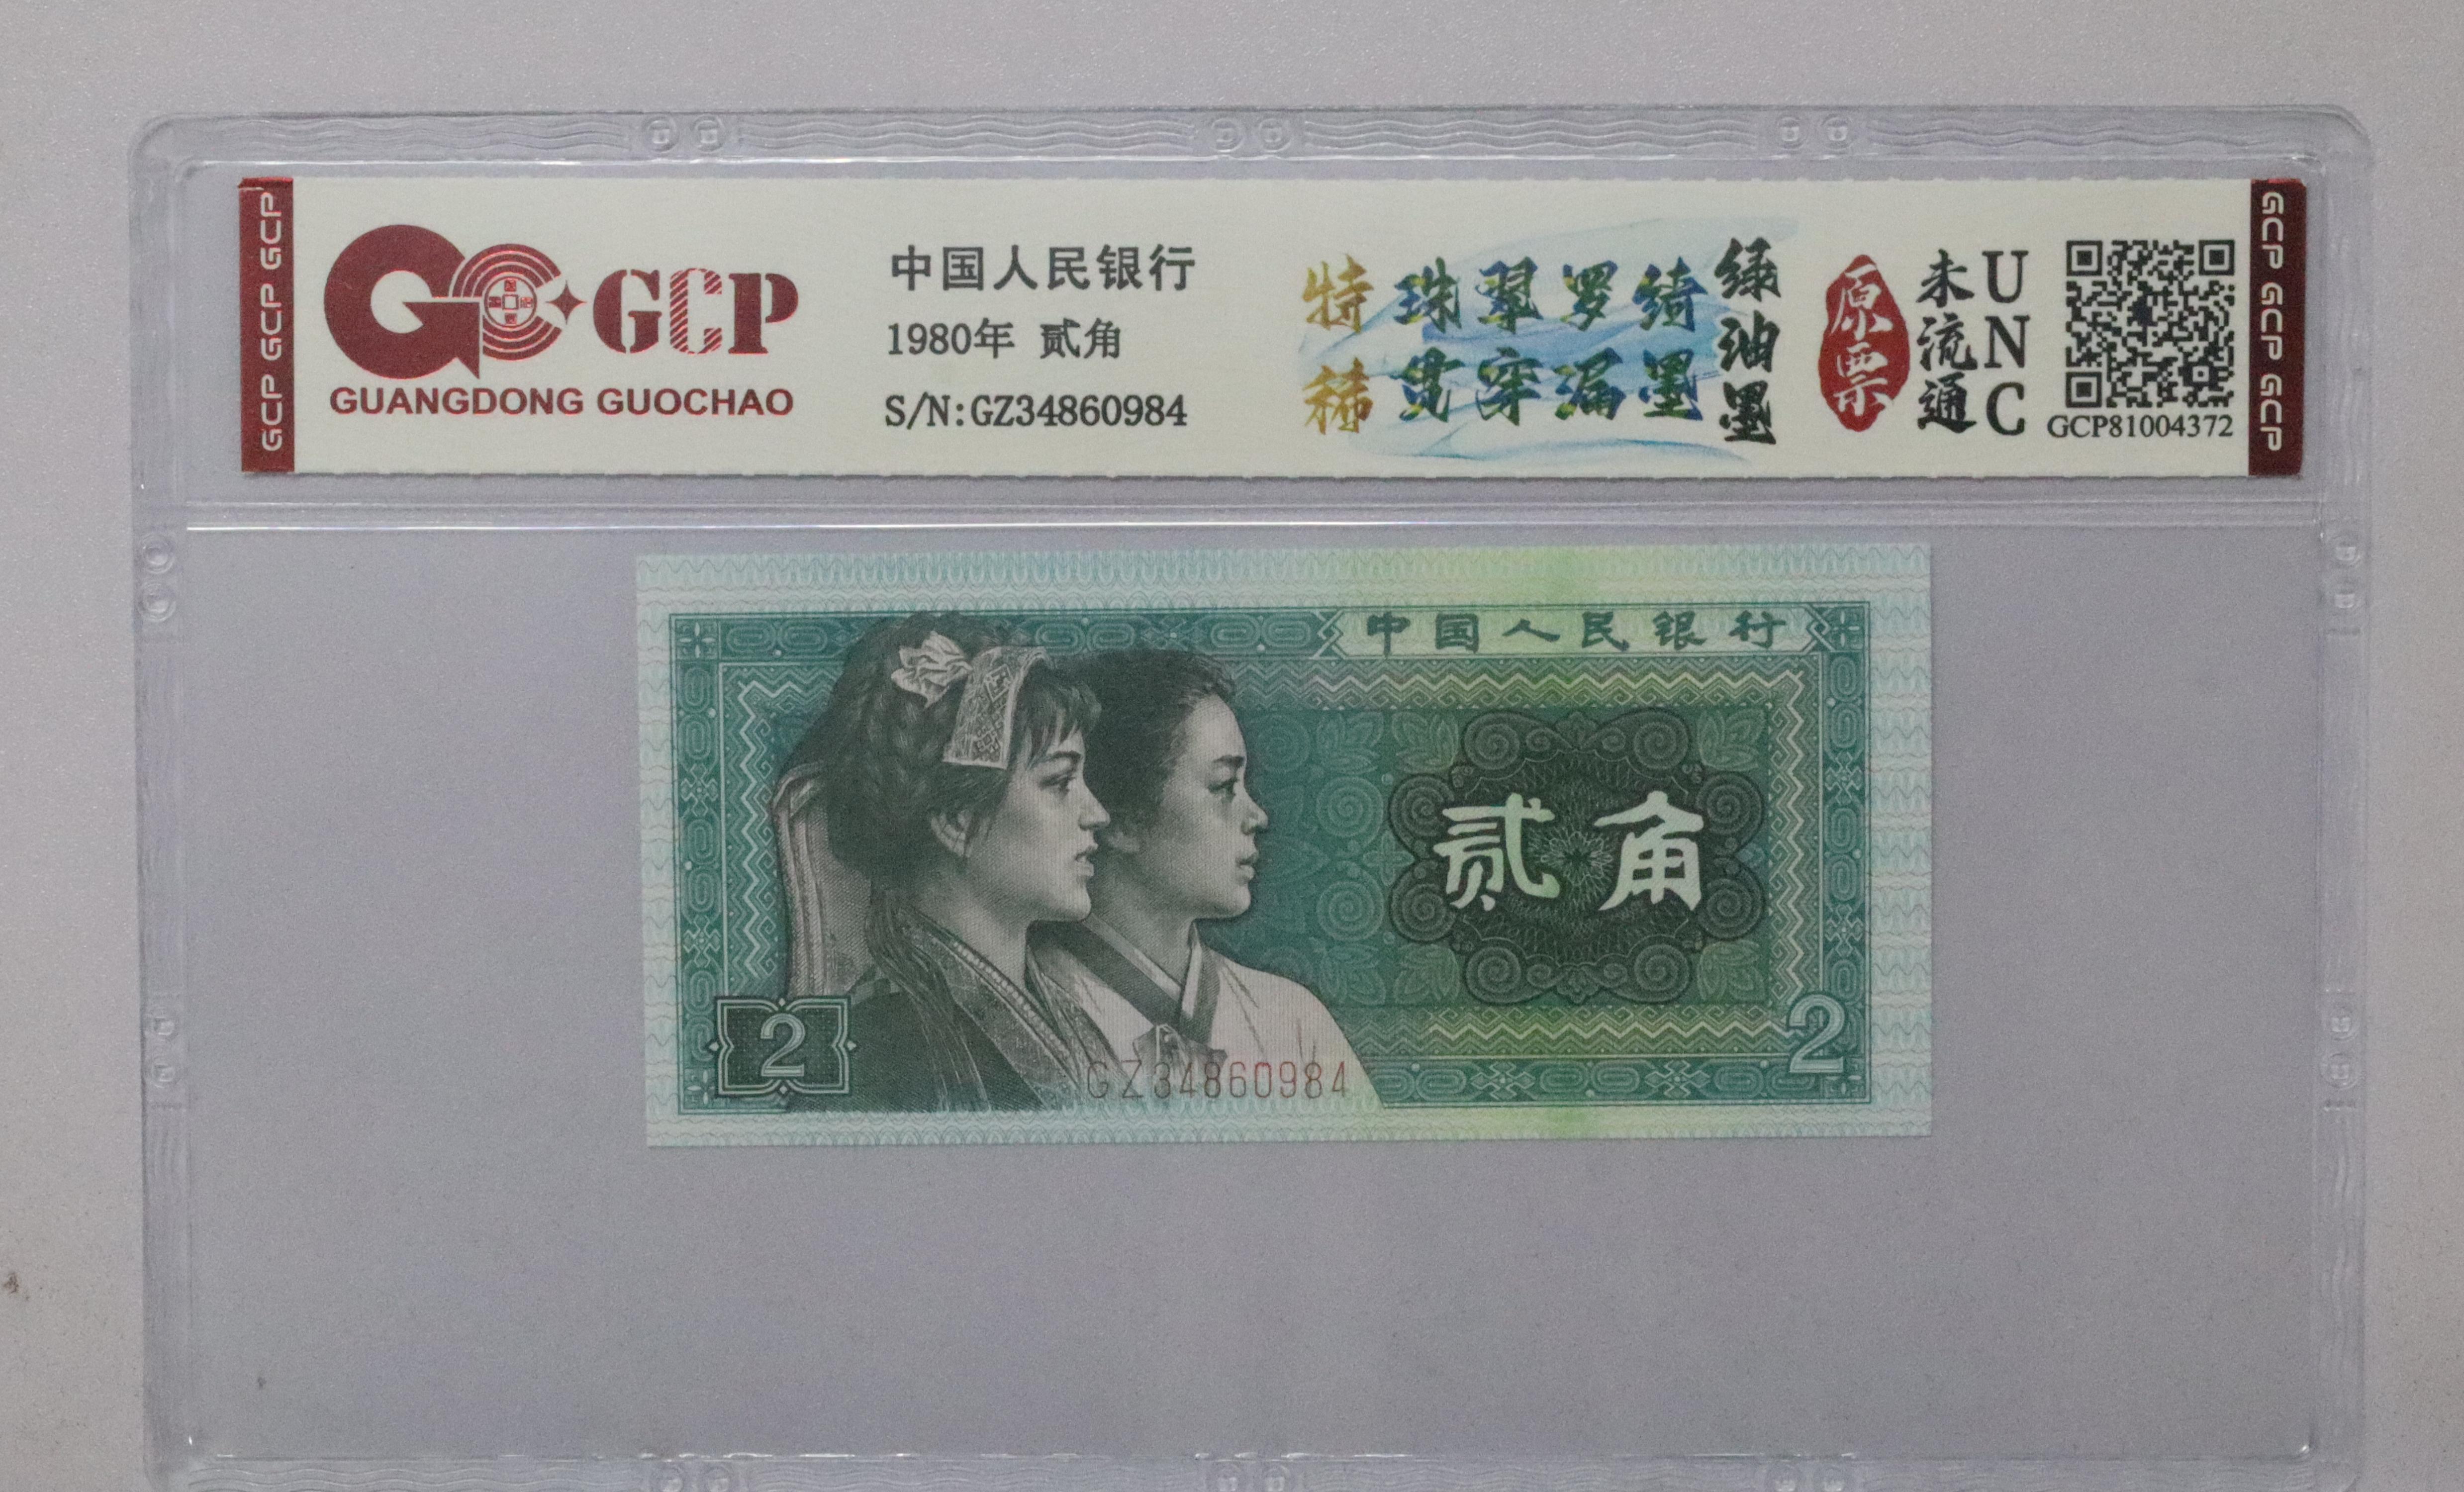 GCP GCP GCP
GCP
GUANGDONG GUOCHAO
中国人民银行
1980年 贰角
S/N:GZ34860984
特稀
珠翠罗绮
贯穿漏墨
绿油墨
原票
未流通
UNC
GCP81004372
GCP GCP GCP
中国人民银行
贰角
2
2
GZ34860984